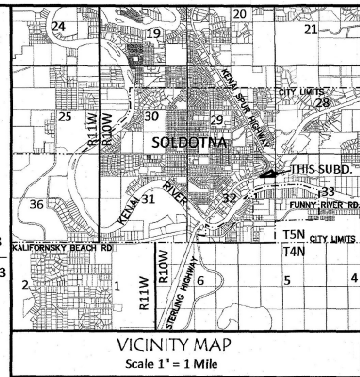 24
19
20
21
KENAI SPUR HIGHWAY
CITY LIMITS
28
25
R11W
R10W
30
29
SOLDOTNA
THIS SUBD.
36
KENAI
RIVER
31
32
33
FUNNY RIVER RD.
T5N
T4N
CITY LIMITS
KALIFORNSKY BEACH RD
3
2
1
R11W
R10W
STERLING HIGHWAY
6
5
4
VICINITY MAP
Scale 1" = 1 Mile